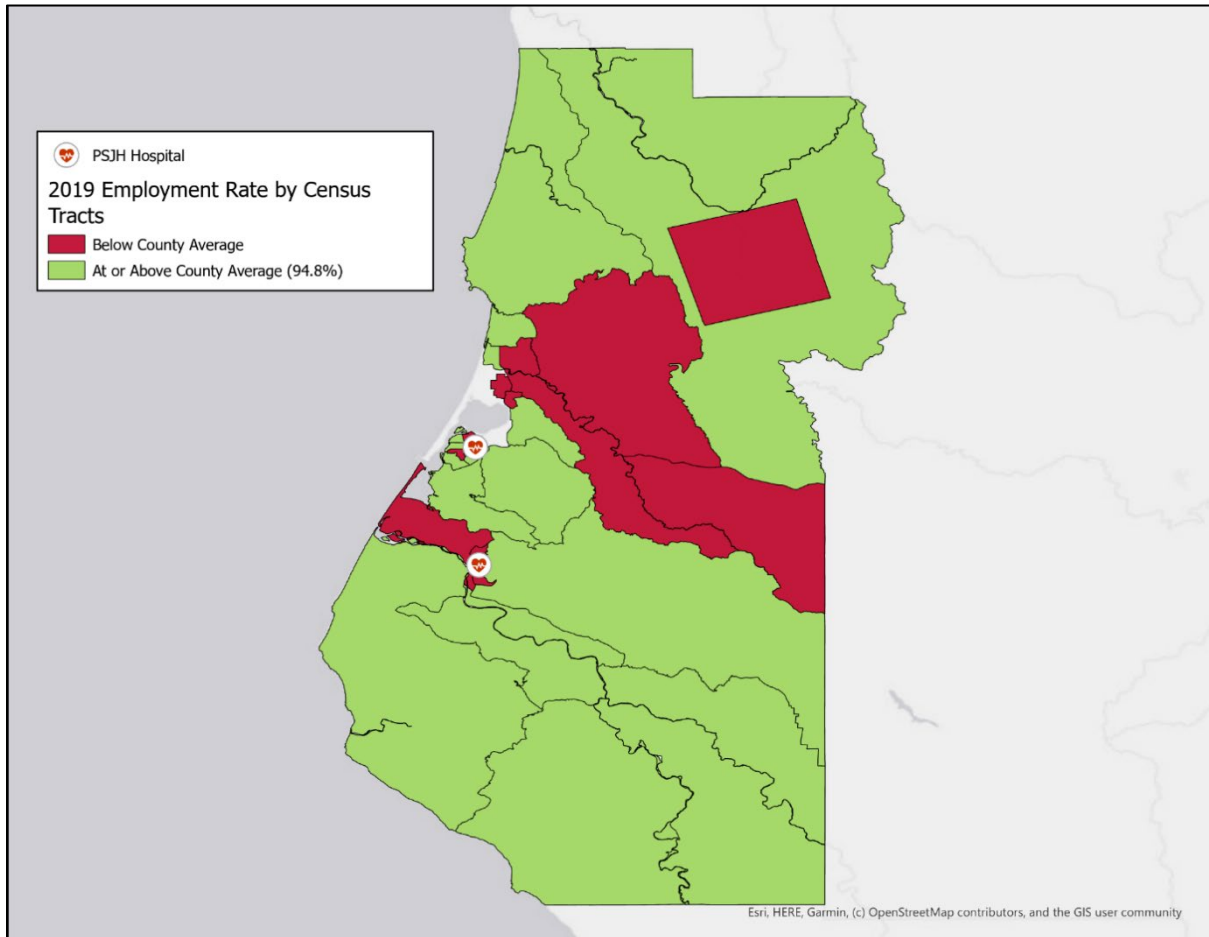 PSJH Hospital
2019 Employment Rate by Census
Tracts
Below County Average
At or Above County Average (94.8%)
Esri, HERE, Garmin, (c) OpenStreetMap contributors, and the GIS user community